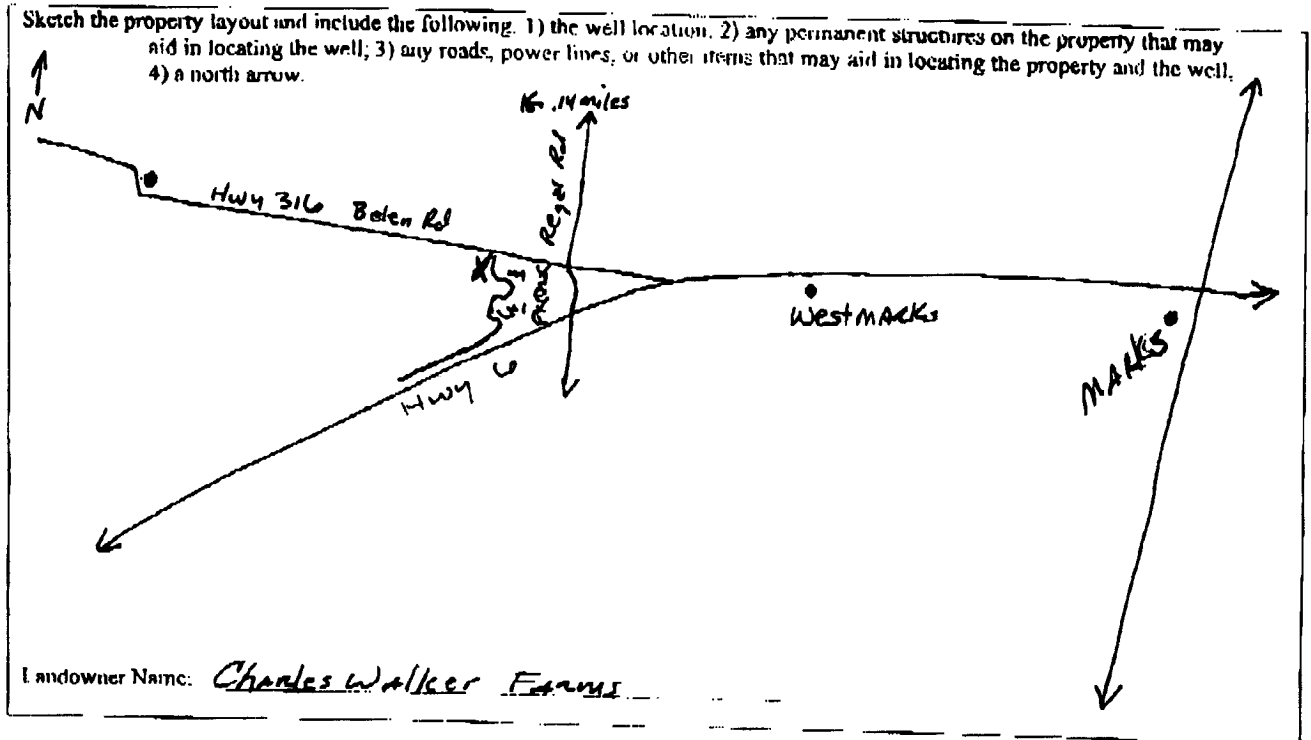 Sketch the property layout and include the following. 1) the well location. 2) any permanent structures on the property that may
aid in locating the well; 3) any roads, power lines, or other items that may aid in locating the property and the well,
4) a north arrow.
N
.14 miles
Reger Rd
Hwy 316 Belen Rd
X
West MARKS
MARKS
Hwy 6
Landowner Name: Charles Walker Farms